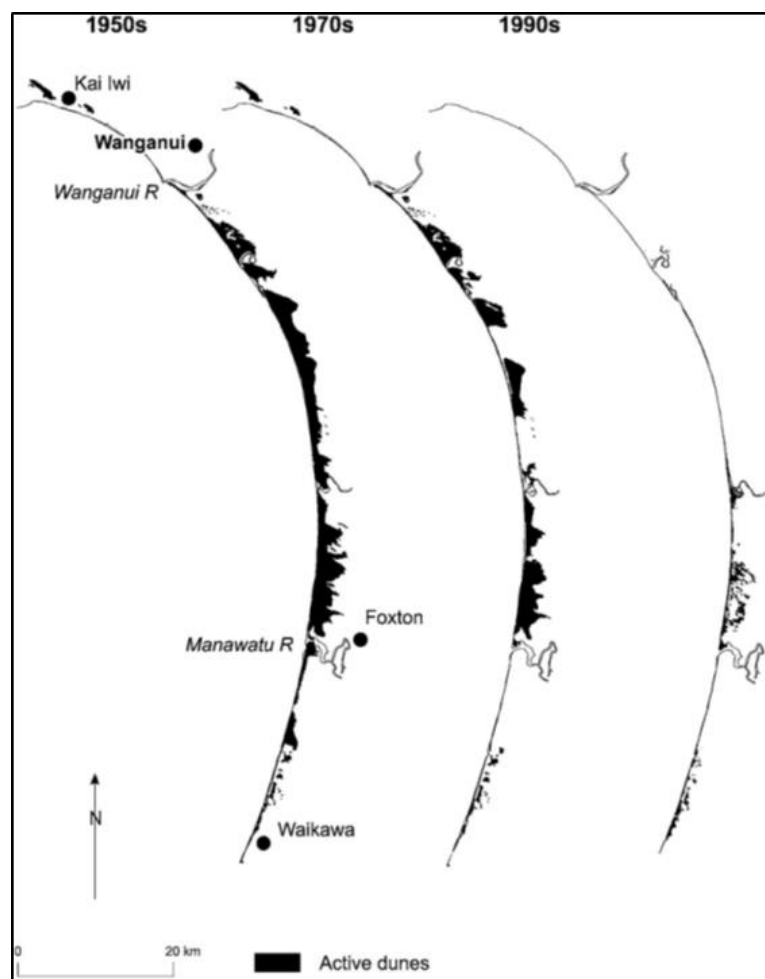 1950s 1970s 1990s
Kai Iwi
Wanganui
Wanganui R
Foxton
Manawatu R
N
Waikawa
0 20 km
Active dunes